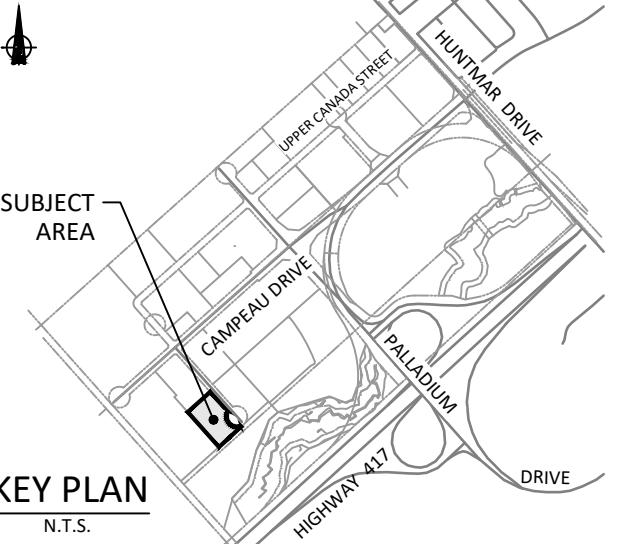 HUNTMAR DRIVE
UPPER CANADA STREET
SUBJECT
AREA
CAMPEAU DRIVE
PALLADIUM
DRIVE
HIGHWAY 417
KEY PLAN
N.T.S.